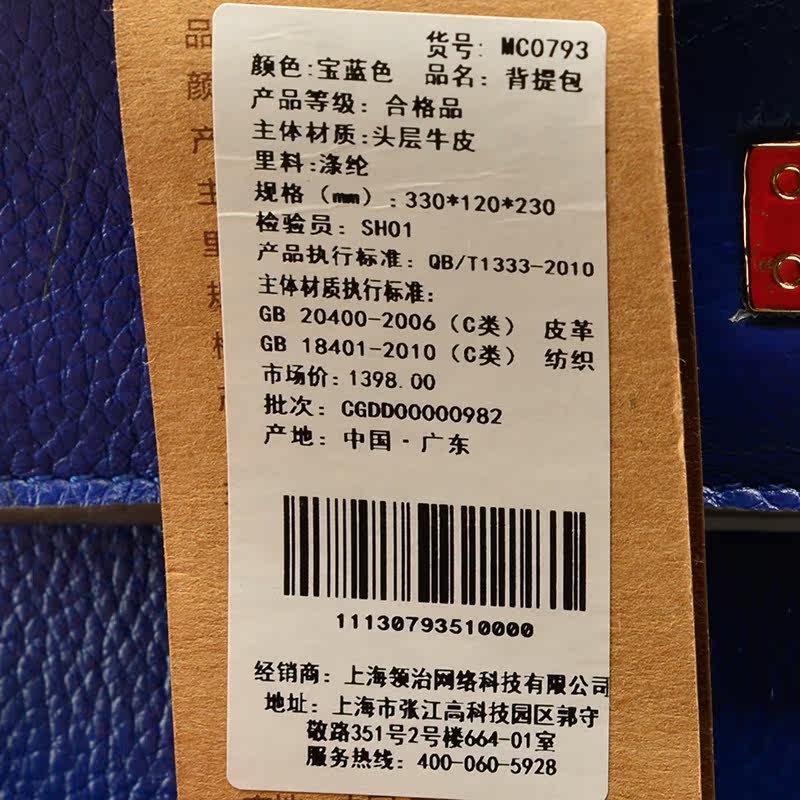 货号: MC0793
颜色:宝蓝色 品名: 背提包
产品等级: 合格品
主体材质:头层牛皮
里料:涤纶
规格(mm):330*120*230
检验员: SH01
产品执行标准: QB/T1333-2010
主体材质执行标准:
GB 20400-2006(C类) 皮革
GB 18401-2010(C类) 纺织
市场价:1398.00
批次: CGDD00000982
产地: 中国·广东
11130793510000
经销商: 上海领治网络科技有限公司
地址: 上海市张江高科技园区郭守
敬路351号2号楼664-01室
服务热线: 400-060-5928